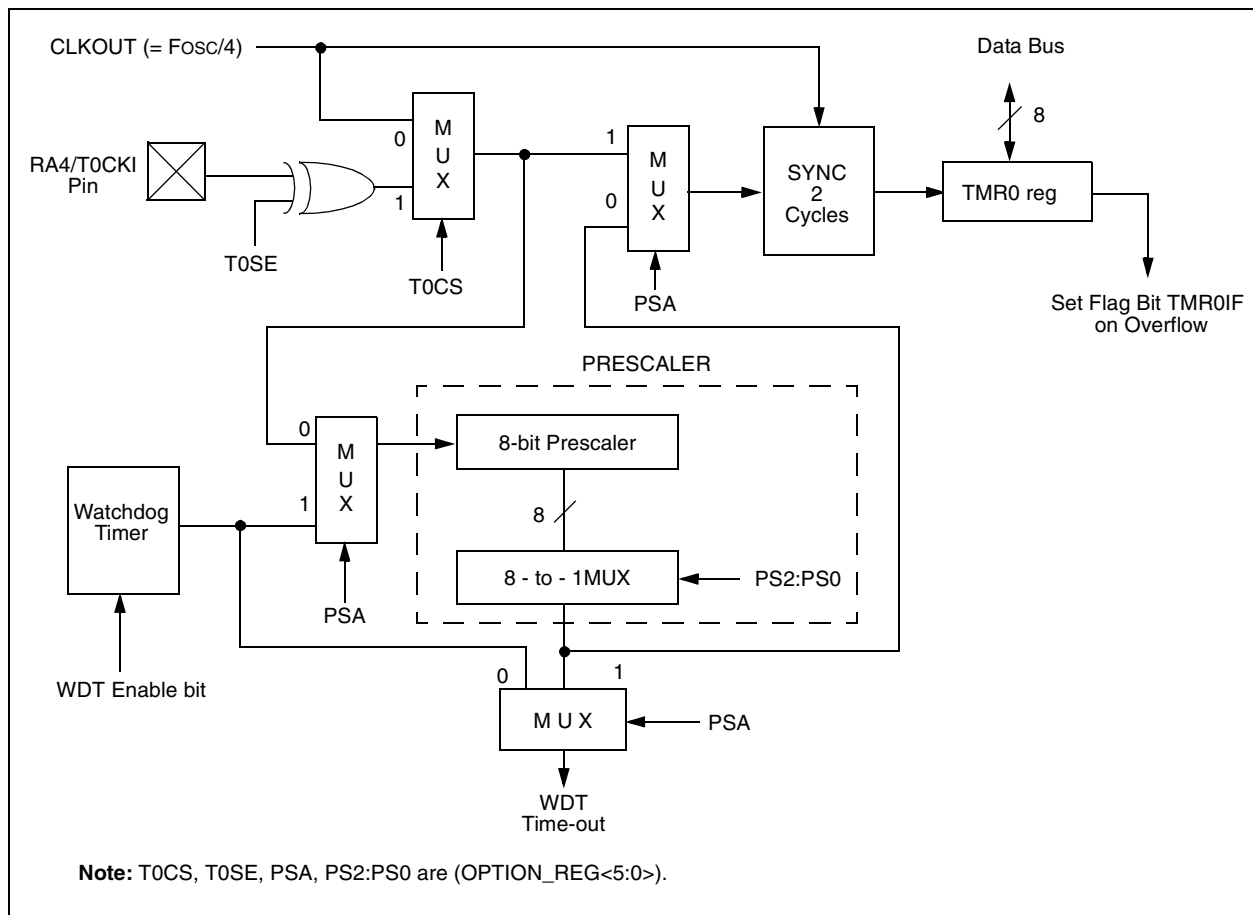 CLKOUT (= FOSC/4)
Data Bus
8
M
U
X
0
1
RA4/T0CKI
Pin
T0SE
T0CS
1
0
M
U
X
PSA
SYNC
2
Cycles
TMR0 reg
Set Flag Bit TMR0IF
on Overflow
PRESCALER
0
1
M
U
X
8-bit Prescaler
Watchdog
Timer
8
8 - to - 1MUX
PS2:PS0
PSA
WDT Enable bit
0
1
M U X
PSA
WDT
Time-out
Note: T0CS, T0SE, PSA, PS2:PS0 are (OPTION_REG<5:0>).